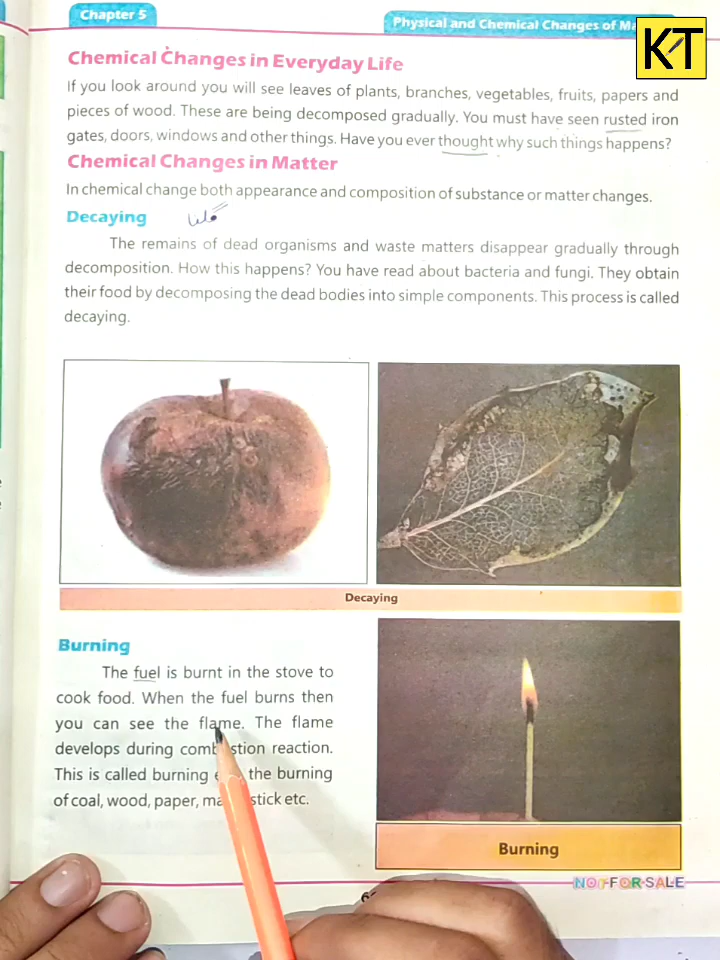 Chapter 5
Physical and Chemical Changes of
KT
Chemical Changes in Everyday Life
If you look around you will see leaves of plants, branches, vegetables, fruits, papers and
pieces of wood. These are being decomposed gradually. You must have seen rusted iron
gates, doors, windows and other things. Have you ever thought why such things happens?
Chemical Changes in Matter
In chemical change both appearance and composition of substance or matter changes.
Decaying
The remains of dead organisms and waste matters disappear gradually through
decomposition. How this happens? You have read about bacteria and fungi. They obtain
their food by decomposing the dead bodies into simple components. This process is called
decaying.
Decaying
Burning
The fuel is burnt in the stove to
cook food. When the fuel burns then
you can see the flame. The flame
develops during combustion reaction.
This is called burning the burning
of coal, wood, paper, stick etc.
Burning
NOT FOR SALE